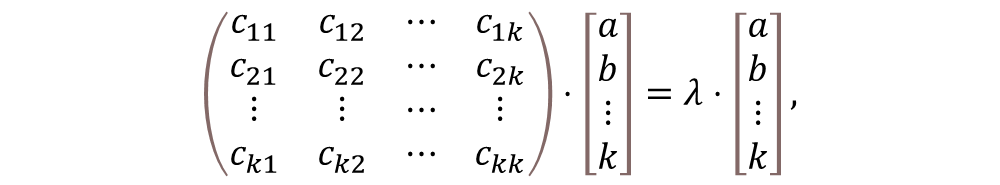 c₁₁ c₁₂ ⋯ c₁ₖ a a
c₂₁ c₂₂ ⋯ c₂ₖ b b
⋮ ⋮ ⋯ ⋮ · ⋮ = λ · ⋮ ,
cₖ₁ cₖ₂ ⋯ cₖₖ k k